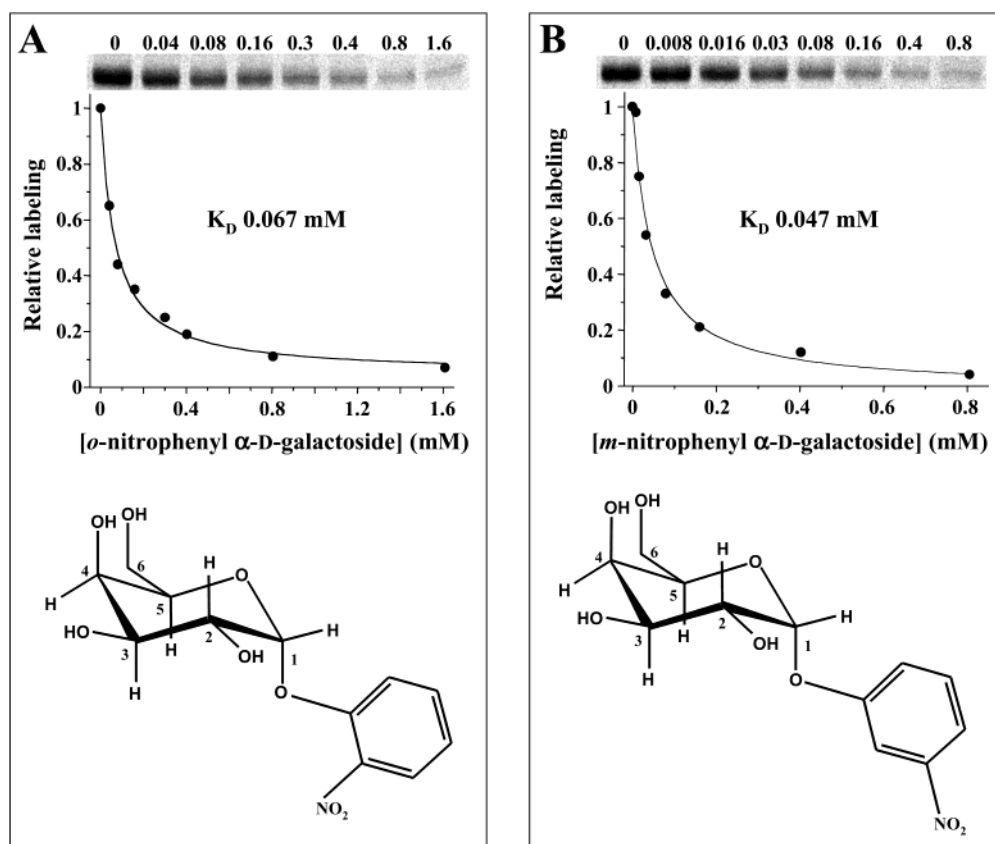 A
0 0.04 0.08 0.16 0.3 0.4 0.8 1.6
1
0.8
0.6
0.4
0.2
0
Relative labeling
K_D 0.067 mM
0 0.4 0.8 1.2 1.6
[o-nitrophenyl α-D-galactoside] (mM)
OH OH
6
4 H O
H 5
HO 2 H
3 H OH 1
H O
NO₂
B
0 0.008 0.016 0.03 0.08 0.16 0.4 0.8
1
0.8
0.6
0.4
0.2
0
Relative labeling
K_D 0.047 mM
0 0.2 0.4 0.6 0.8
[m-nitrophenyl α-D-galactoside] (mM)
OH OH
6 H O
4
H 5 H
HO 2
3 H OH 1
H O
NO₂